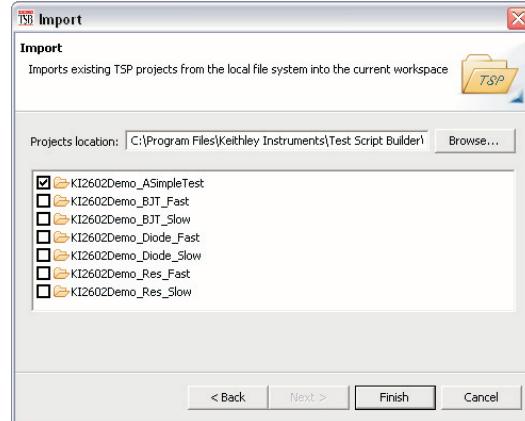 TSB Import
Import
Imports existing TSP projects from the local file system into the current workspace
TSP
Projects location: C:\Program Files\Keithley Instruments\Test Script Builder\ Browse...
KI2602Demo_ASimpleTest
KI2602Demo_BJT_Fast
KI2602Demo_BJT_Slow
KI2602Demo_Diode_Fast
KI2602Demo_Diode_Slow
KI2602Demo_Res_Fast
KI2602Demo_Res_Slow
< Back Next > Finish Cancel